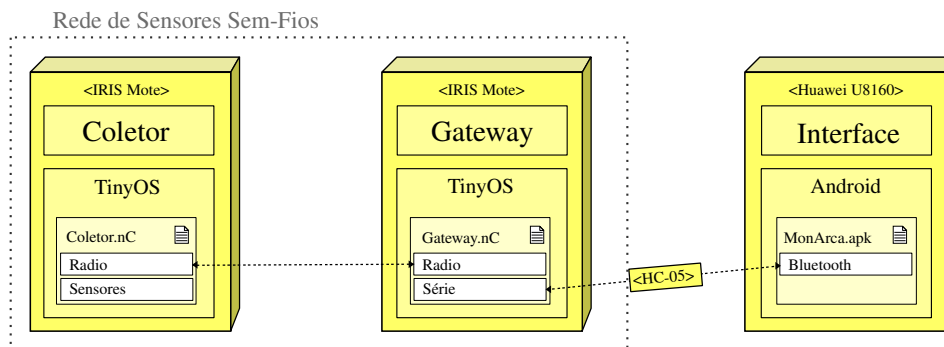 Rede de Sensores Sem-Fios
<IRIS Mote>
Coletor
TinyOS
Coletor.nC
Radio
Sensores
<IRIS Mote>
Gateway
TinyOS
Gateway.nC
Radio
Série
<HC-05>
<Huawei U8160>
Interface
Android
MonArca.apk
Bluetooth